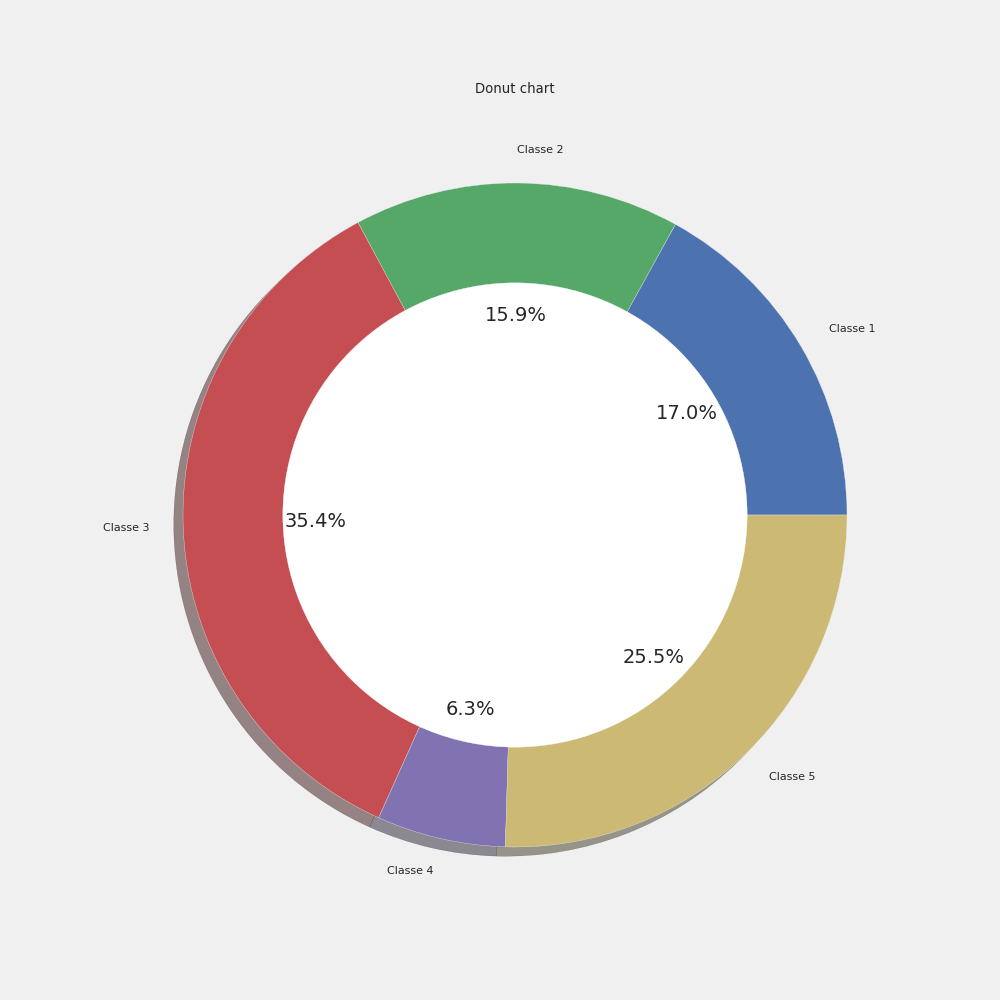 Donut chart
Classe 2
15.9%
Classe 1
17.0%
35.4%
Classe 3
25.5%
6.3%
Classe 5
Classe 4